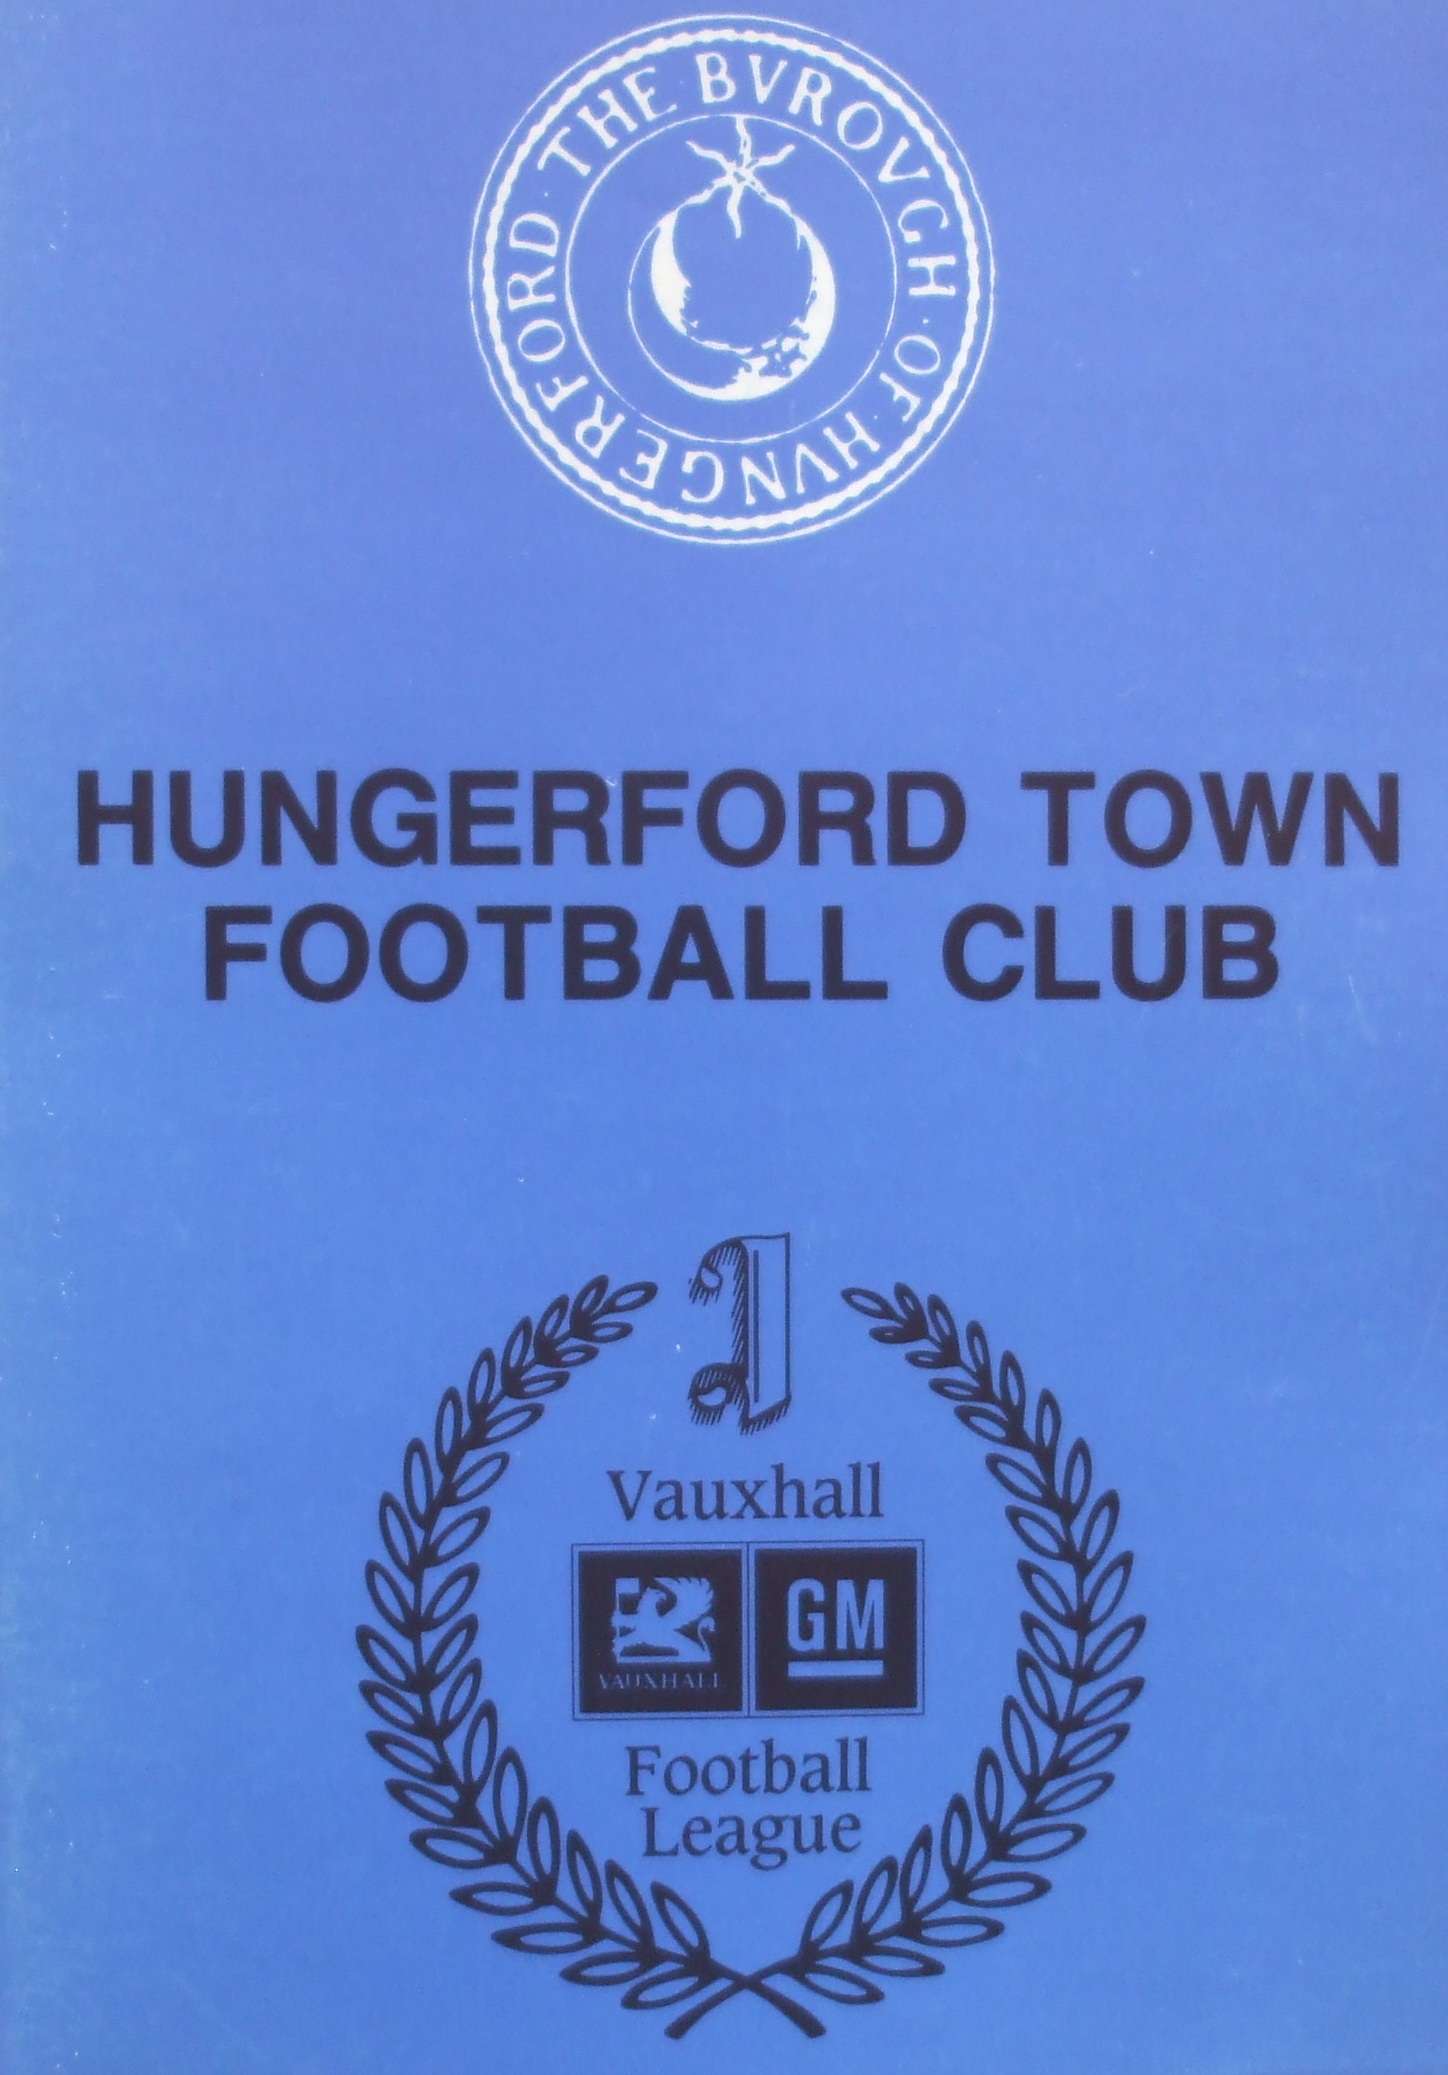 THE BVROVGH · OF · HVNGERFORD
HUNGERFORD TOWN
FOOTBALL CLUB
Vauxhall
VAUXHALL
GM
Football
League